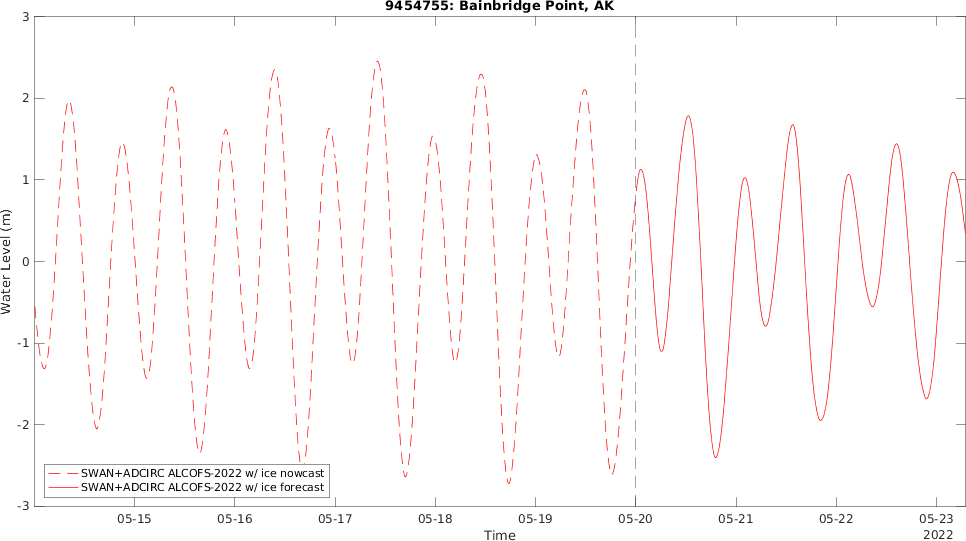 9454755: Bainbridge Point, AK
3
2
1
0
-1
-2
-3
Water Level (m)
SWAN+ADCIRC ALCOFS-2022 w/ ice nowcast
SWAN+ADCIRC ALCOFS-2022 w/ ice forecast
05-15 05-16 05-17 05-18 05-19 05-20 05-21 05-22 05-23
Time 2022